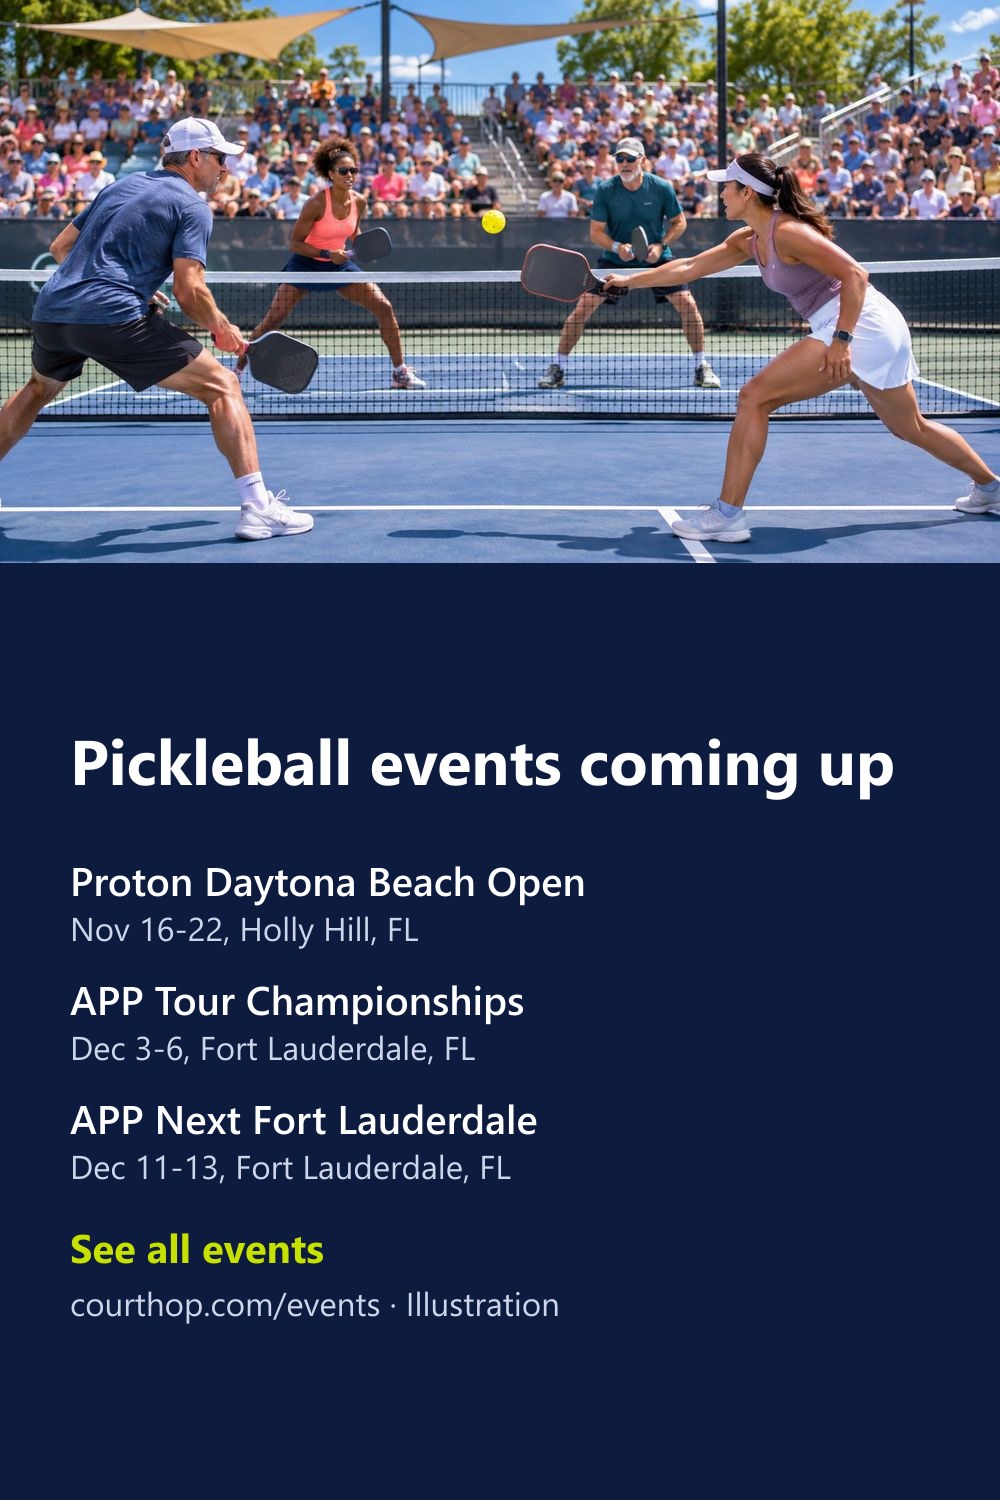 Pickleball events coming up
Proton Daytona Beach Open
Nov 16-22, Holly Hill, FL
APP Tour Championships
Dec 3-6, Fort Lauderdale, FL
APP Next Fort Lauderdale
Dec 11-13, Fort Lauderdale, FL
See all events
courthop.com/events · Illustration